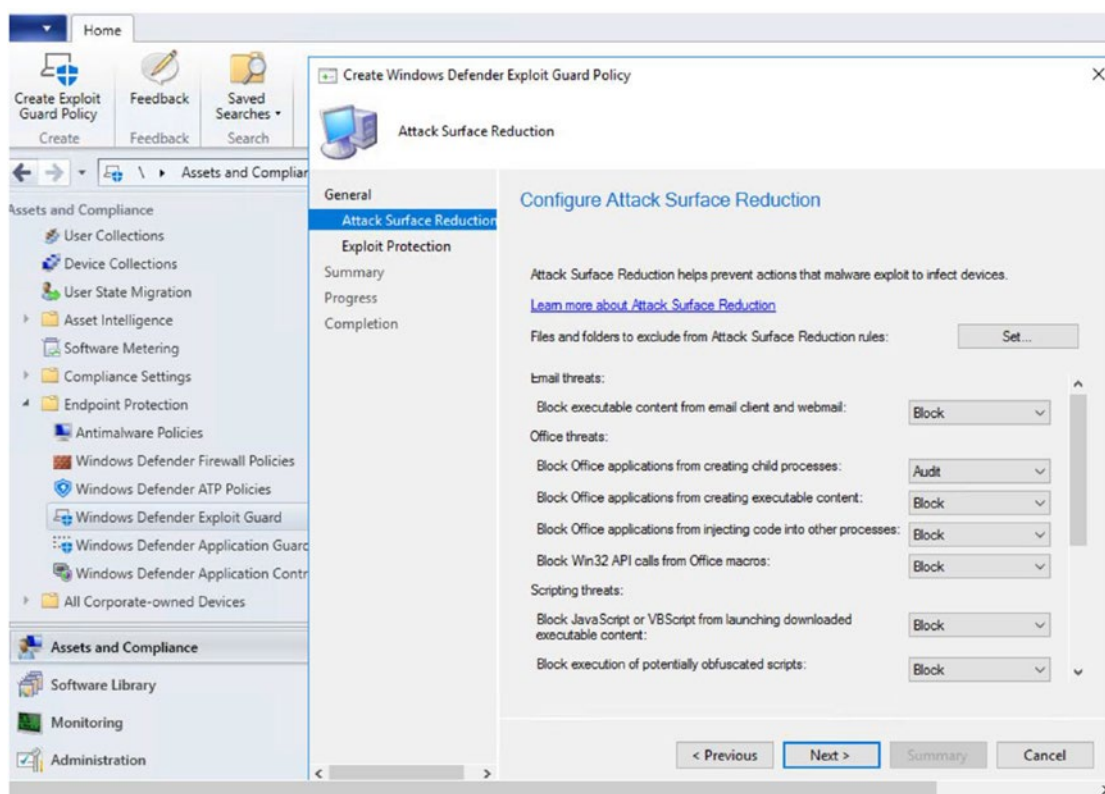 Home
Create Exploit
Guard Policy
Feedback
Saved
Searches
Create
Feedback
Search
\ Assets and Complian
Assets and Compliance
User Collections
Device Collections
User State Migration
Asset Intelligence
Software Metering
Compliance Settings
Endpoint Protection
Antimalware Policies
Windows Defender Firewall Policies
Windows Defender ATP Policies
Windows Defender Exploit Guard
Windows Defender Application Guard
Windows Defender Application Contr
All Corporate-owned Devices
Assets and Compliance
Software Library
Monitoring
Administration
Create Windows Defender Exploit Guard Policy
Attack Surface Reduction
General
Attack Surface Reduction
Exploit Protection
Summary
Progress
Completion
Configure Attack Surface Reduction
Attack Surface Reduction helps prevent actions that malware exploit to infect devices.
Learn more about Attack Surface Reduction
Files and folders to exclude from Attack Surface Reduction rules: Set...
Email threats:
Block executable content from email client and webmail: Block
Office threats:
Block Office applications from creating child processes: Audit
Block Office applications from creating executable content: Block
Block Office applications from injecting code into other processes: Block
Block Win32 API calls from Office macros: Block
Scripting threats:
Block JavaScript or VBScript from launching downloaded
executable content: Block
Block execution of potentially obfuscated scripts: Block
< Previous Next > Summary Cancel